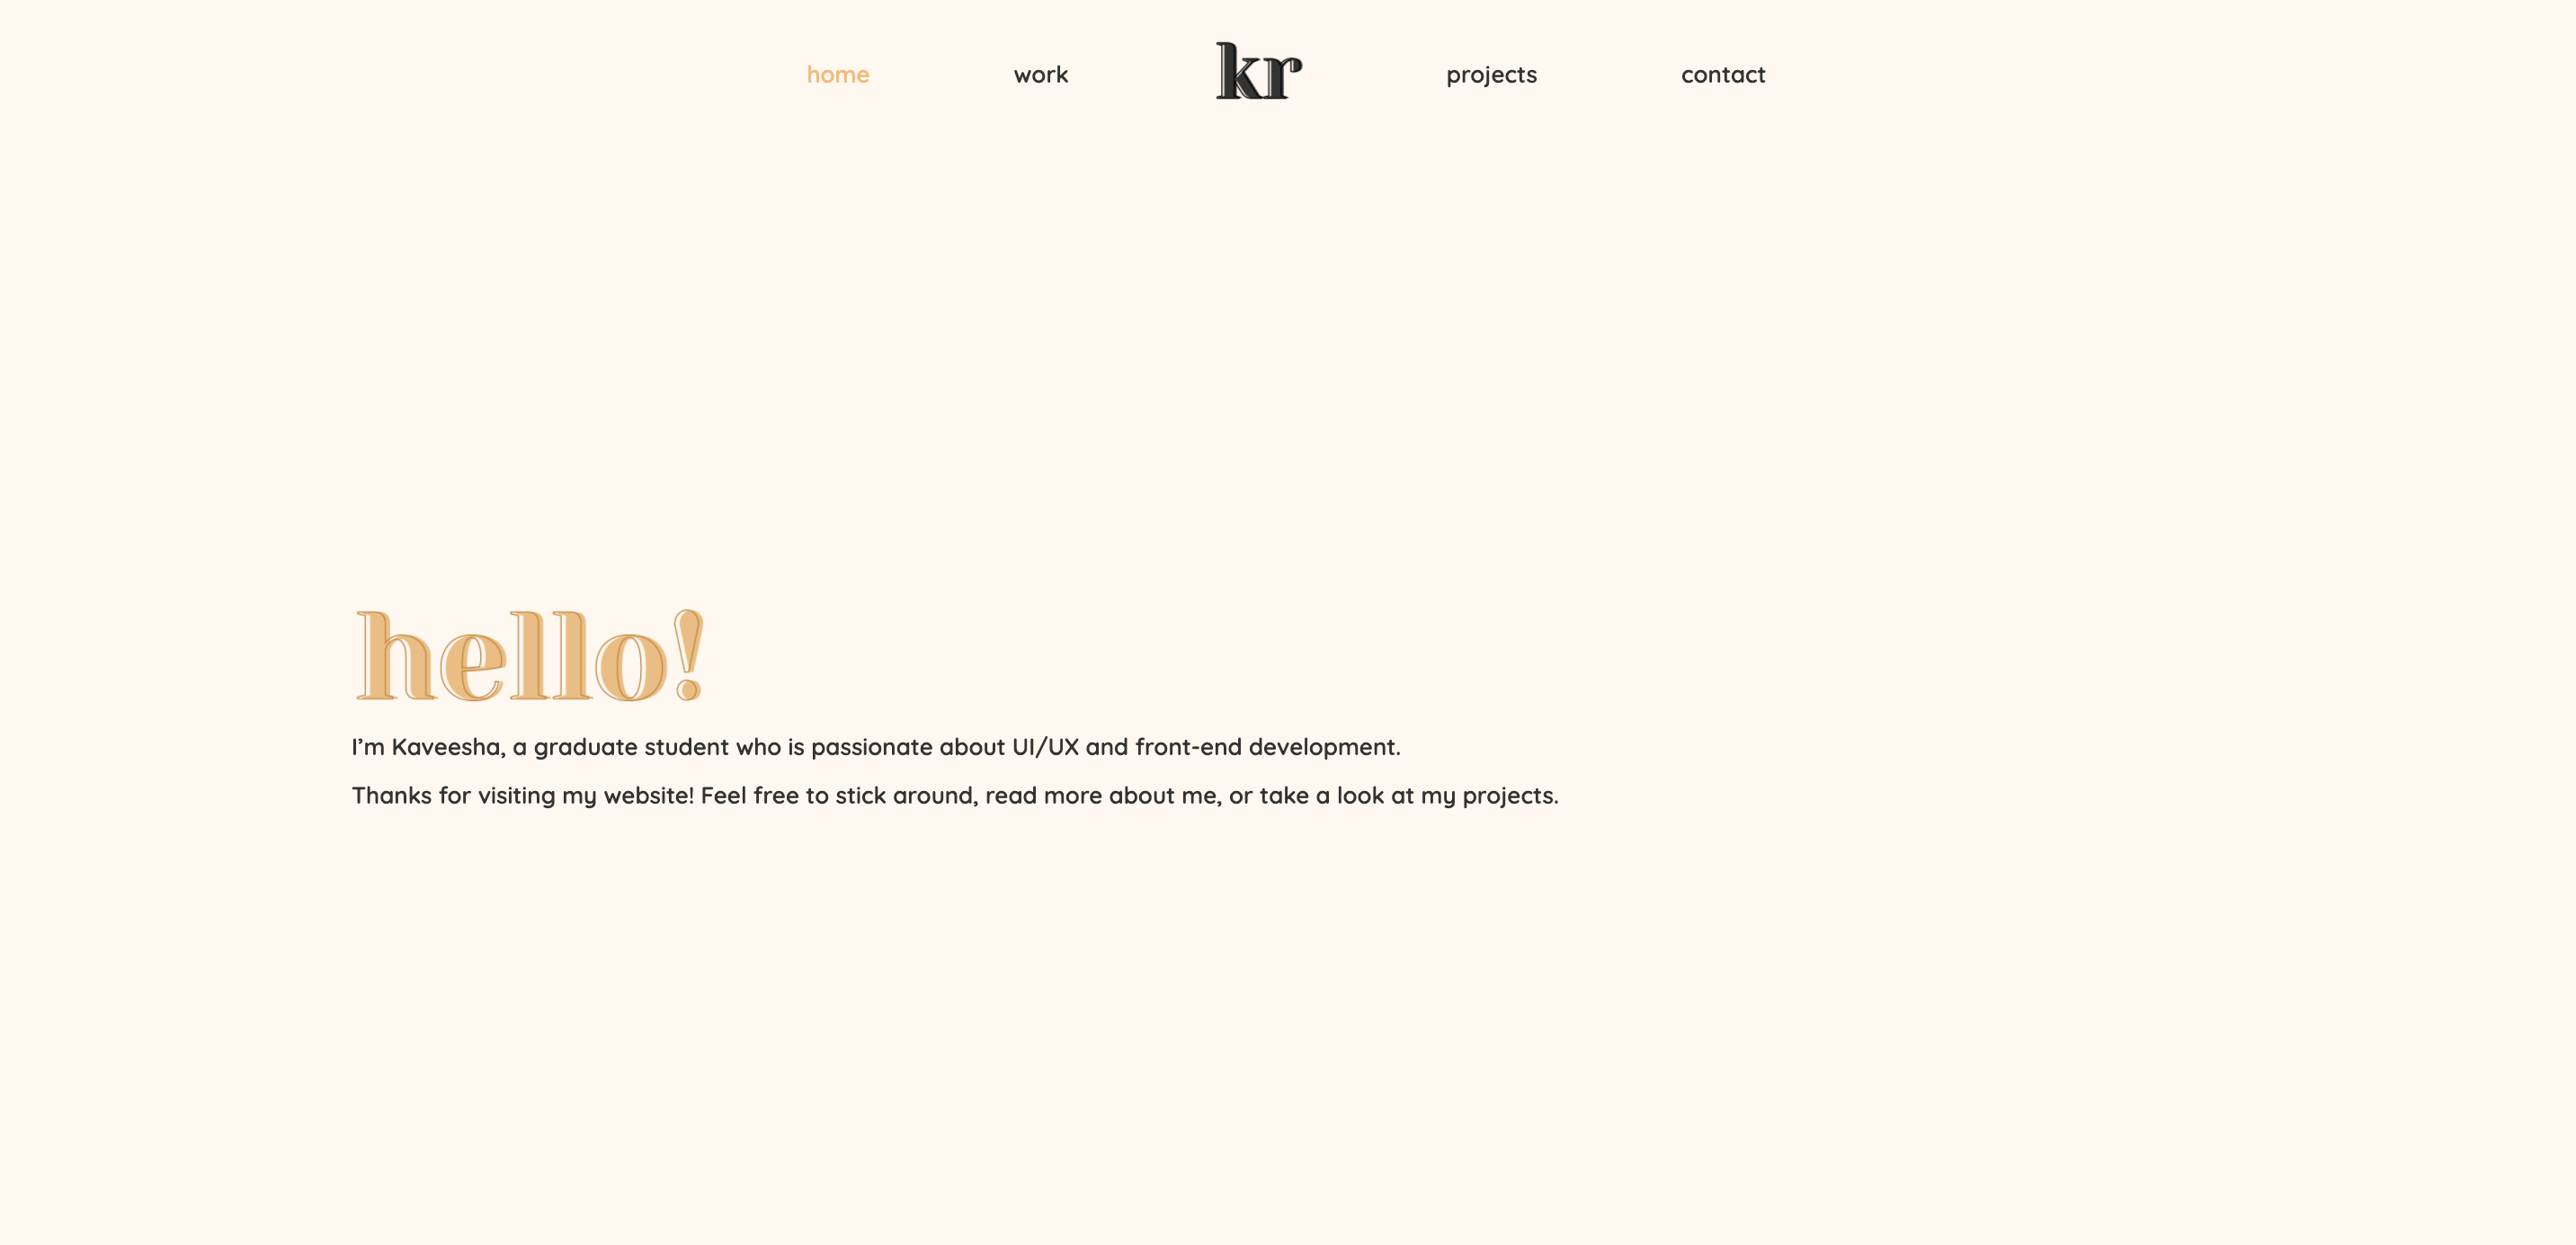 home work kr projects contact
hello!
I’m Kaveesha, a graduate student who is passionate about UI/UX and front-end development.
Thanks for visiting my website! Feel free to stick around, read more about me, or take a look at my projects.